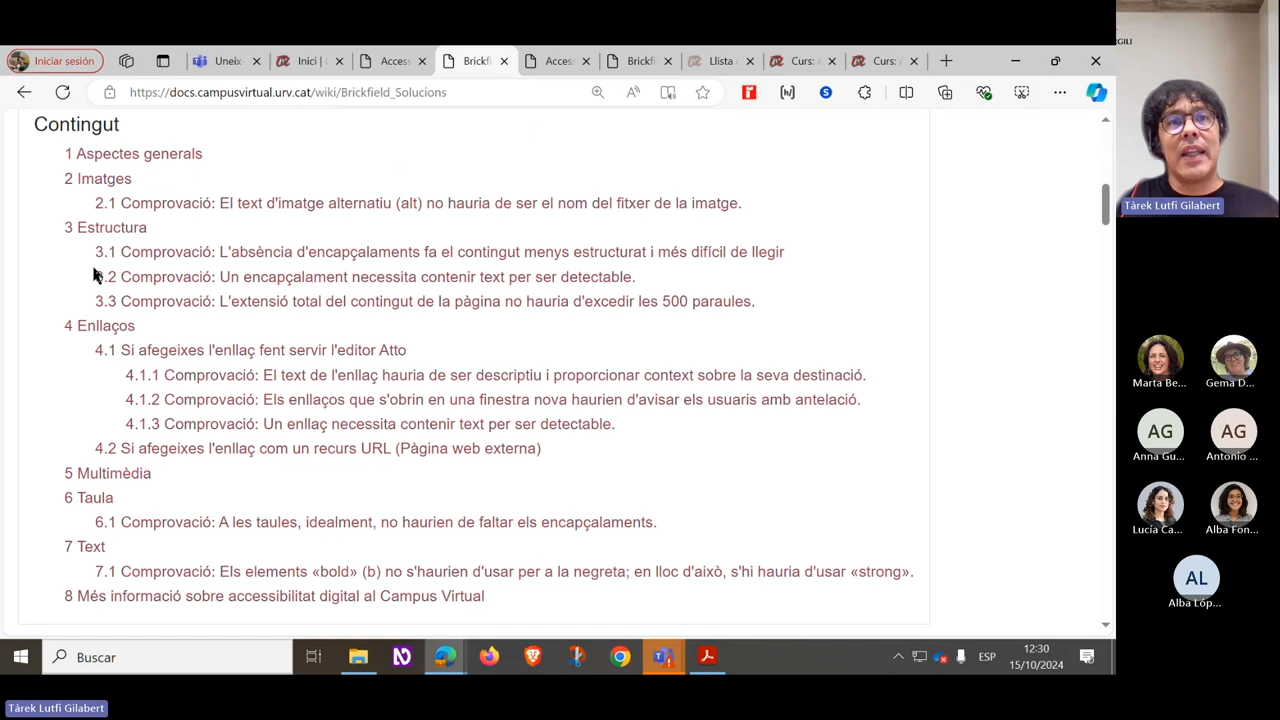 Iniciar sesión
Uneix-
Inici |
Access
Brickfi
Access
Brickfi
Llista
Curs: A
Curs: A
https://docs.campusvirtual.urv.cat/wiki/Brickfield_Solucions
GILI
Contingut
1 Aspectes generals
2 Imatges
2.1 Comprovació: El text d'imatge alternatiu (alt) no hauria de ser el nom del fitxer de la imatge.
3 Estructura
3.1 Comprovació: L'absència d'encapçalaments fa el contingut menys estructurat i més difícil de llegir
3.2 Comprovació: Un encapçalament necessita contenir text per ser detectable.
3.3 Comprovació: L'extensió total del contingut de la pàgina no hauria d'excedir les 500 paraules.
4 Enllaços
4.1 Si afegeixes l'enllaç fent servir l'editor Atto
4.1.1 Comprovació: El text de l'enllaç hauria de ser descriptiu i proporcionar context sobre la seva destinació.
4.1.2 Comprovació: Els enllaços que s'obrin en una finestra nova haurien d'avisar els usuaris amb antelació.
4.1.3 Comprovació: Un enllaç necessita contenir text per ser detectable.
4.2 Si afegeixes l'enllaç com un recurs URL (Pàgina web externa)
5 Multimèdia
6 Taula
6.1 Comprovació: A les taules, idealment, no haurien de faltar els encapçalaments.
7 Text
7.1 Comprovació: Els elements «bold» (b) no s'haurien d'usar per a la negreta; en lloc d'això, s'hi hauria d'usar «strong».
8 Més informació sobre accessibilitat digital al Campus Virtual
Tàrek Lutfi Gilabert
Marta Be...
Gema D...
AG
AG
Anna Gu...
Antonio ...
Lucía Ca...
Alba Fon...
AL
Alba Lóp...
Buscar
ESP
12:30
15/10/2024
Tàrek Lutfi Gilabert